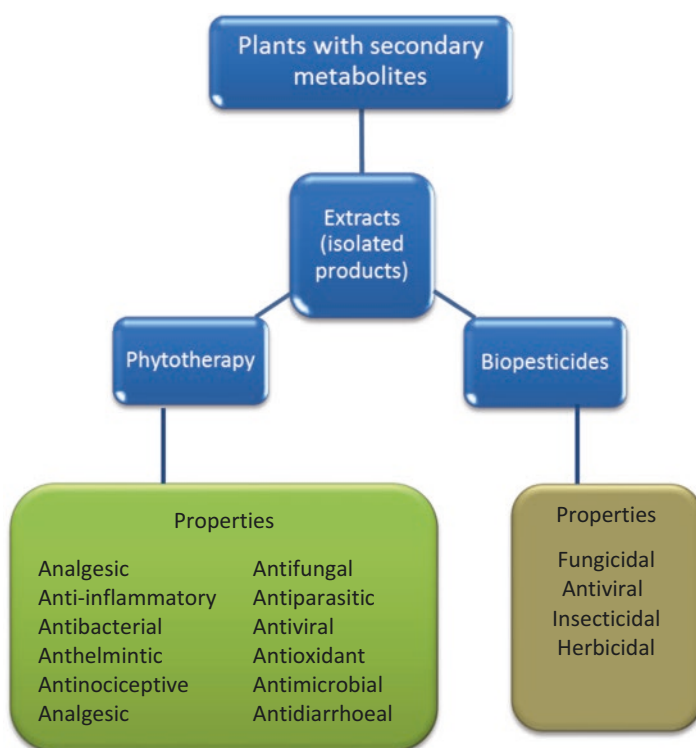 Plants with secondary
metabolites
Extracts
(isolated
products)
Phytotherapy
Biopesticides
Properties
Analgesic
Anti-inflammatory
Antibacterial
Anthelmintic
Antinociceptive
Analgesic
Antifungal
Antiparasitic
Antiviral
Antioxidant
Antimicrobial
Antidiarrhoeal
Properties
Fungicidal
Antiviral
Insecticidal
Herbicidal